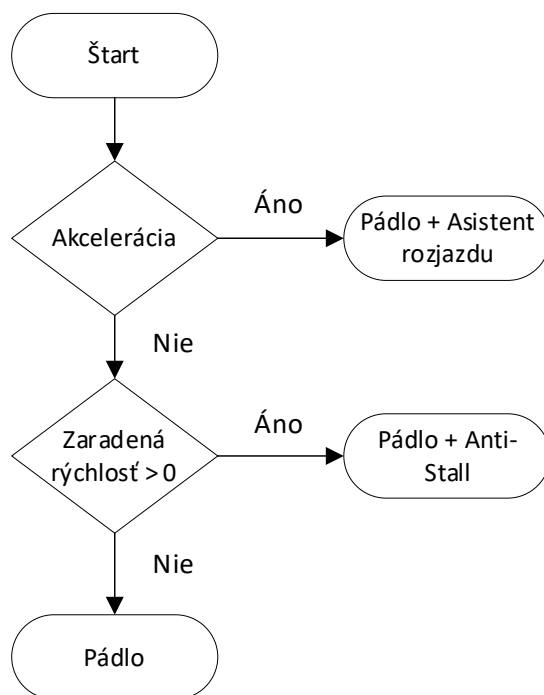 Štart
Akcelerácia
Áno
Pádlo + Asistent
rozjazdu
Nie
Zaradená
rýchlosť > 0
Áno
Pádlo + Anti-
Stall
Nie
Pádlo